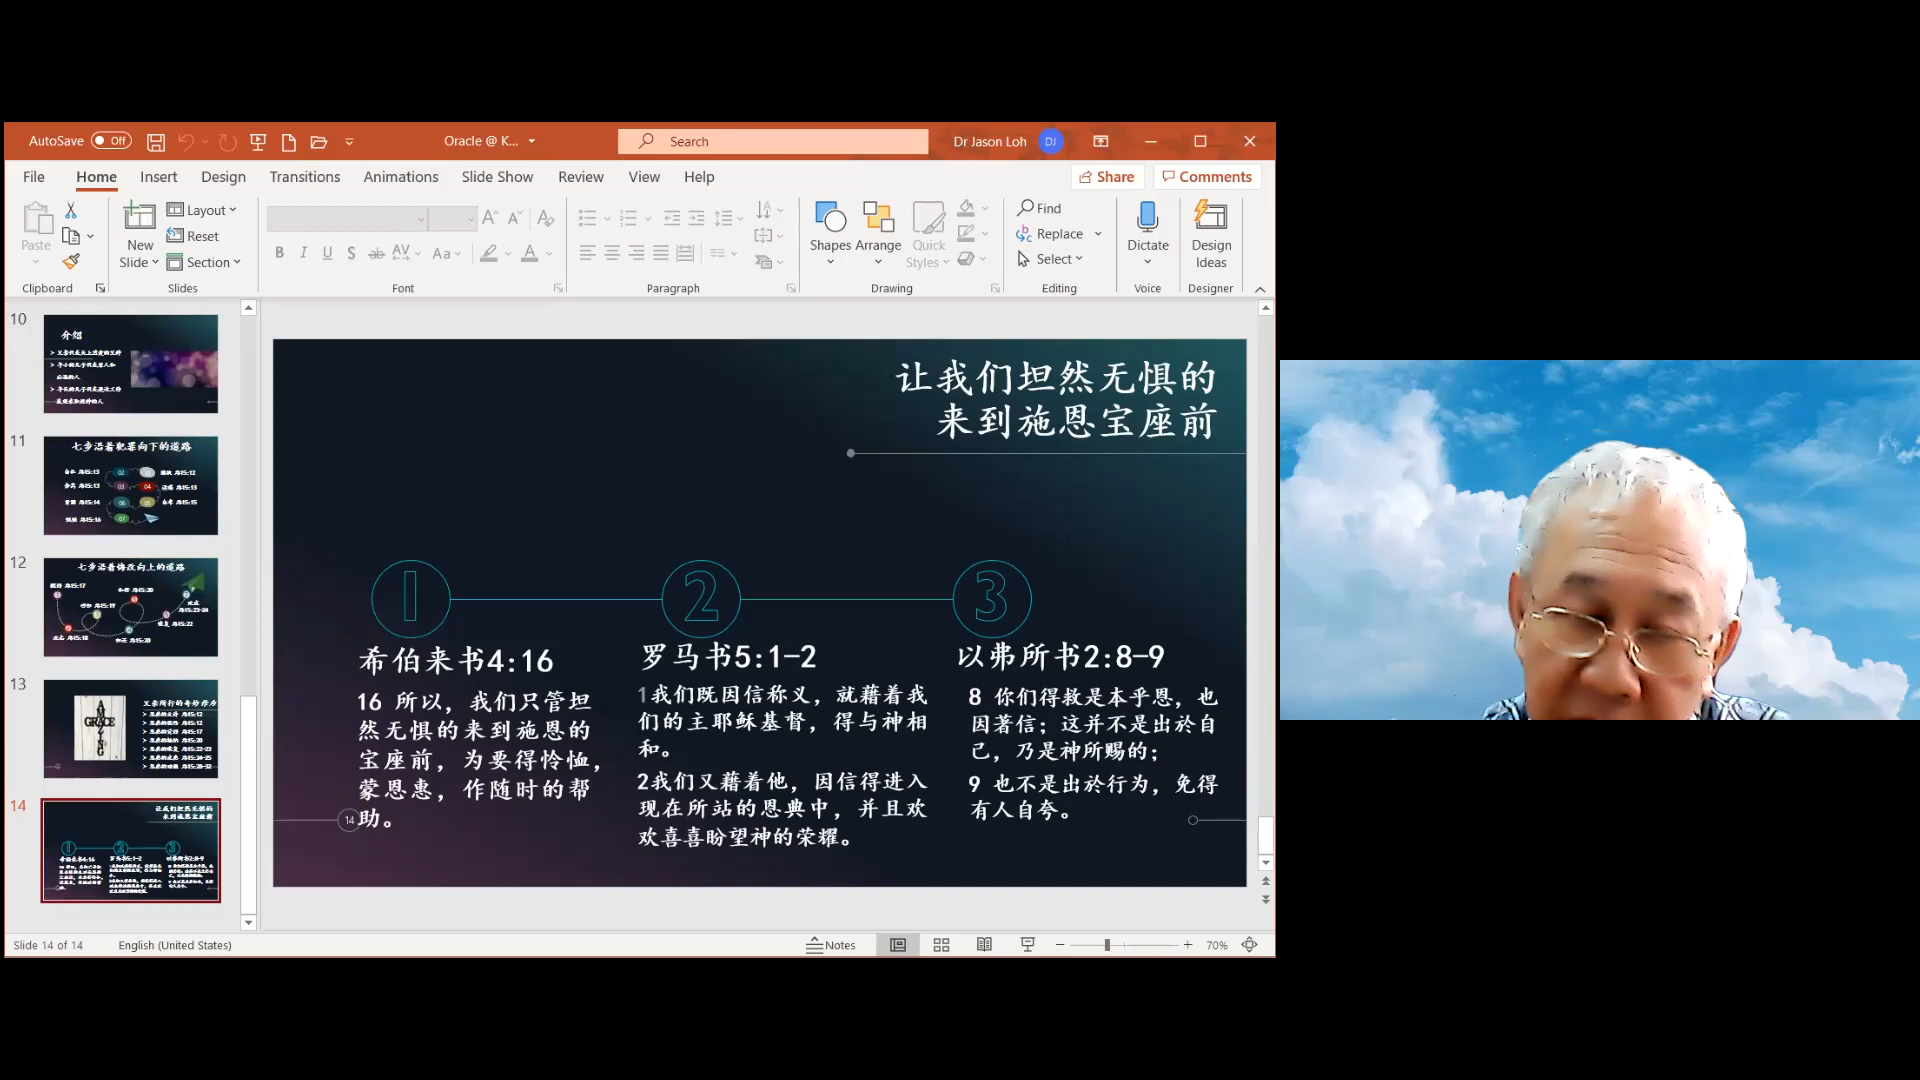 AutoSave Off
Oracle @ K...
Search
Dr Jason Loh
DJ
File Home Insert Design Transitions Animations Slide Show Review View Help
Share Comments
Paste
New Slide
Layout
Reset
Section
Shapes
Arrange
Quick Styles
Find
Replace
Select
Dictate
Design Ideas
Clipboard
Slides
Font
Paragraph
Drawing
Editing
Voice
Designer
10
介绍
11
七步沿着犯罪向下的道路
12
七步沿着悔改向上的道路
13
AMAZING
GRACE
14
让我们坦然无惧的
来到施恩宝座前
1
2
3
希伯来书4:16
16 所以，我们只管坦
然无惧的来到施恩的
宝座前，为要得怜恤，
蒙恩惠，作随时的帮
助。
罗马书5:1-2
1我们既因信称义，就藉着我
们的主耶稣基督，得与神相
和。
2我们又藉着他，因信得进入
现在所站的恩典中，并且欢
欢喜喜盼望神的荣耀。
以弗所书2:8-9
8 你们得救是本乎恩，也
因著信；这并不是出於自
己，乃是神所赐的；
9 也不是出於行为，免得
有人自夸。
14
Slide 14 of 14
English (United States)
Notes
70%